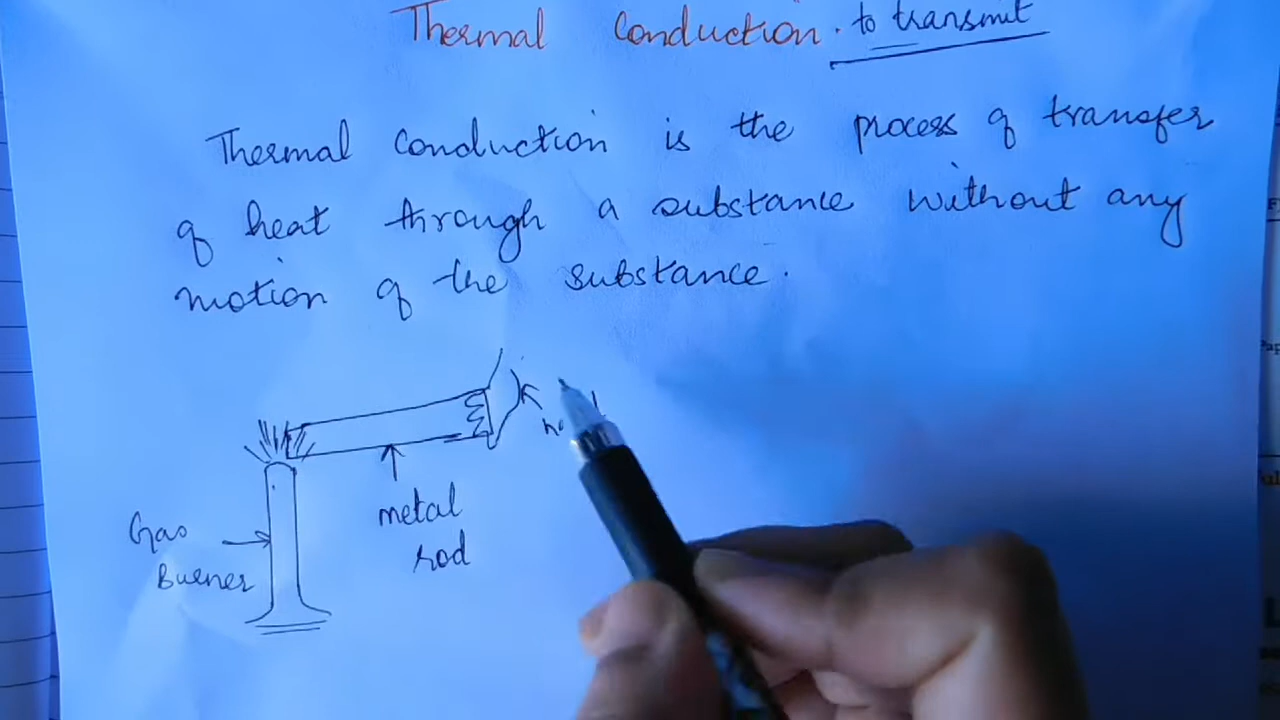 Thermal Conduction. to transmit
Thermal Conduction is the process of transfer
of heat through a substance without any
motion of the substance.
metal
rod
Gas
Burner